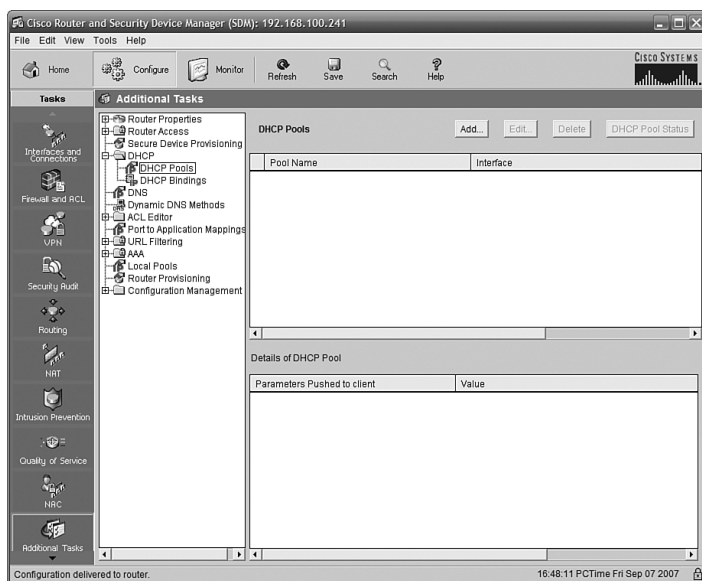 Cisco Router and Security Device Manager (SDM): 192.168.100.241
File Edit View Tools Help
Home
Configure
Monitor
Refresh
Save
Search
Help
CISCO SYSTEMS
Tasks
Additional Tasks
Interfaces and Connections
Firewall and ACL
VPN
Security Audit
Routing
NAT
Intrusion Prevention
Quality of Service
NAC
Additional Tasks
Router Properties
Router Access
Secure Device Provisioning
DHCP
DHCP Pools
DHCP Bindings
DNS
Dynamic DNS Methods
ACL Editor
Port to Application Mappings
URL Filtering
AAA
Local Pools
Router Provisioning
Configuration Management
DHCP Pools
Add...
Edit...
Delete
DHCP Pool Status
Pool Name
Interface
Details of DHCP Pool
Parameters Pushed to client
Value
Configuration delivered to router.
16:48:11 PCTime Fri Sep 07 2007